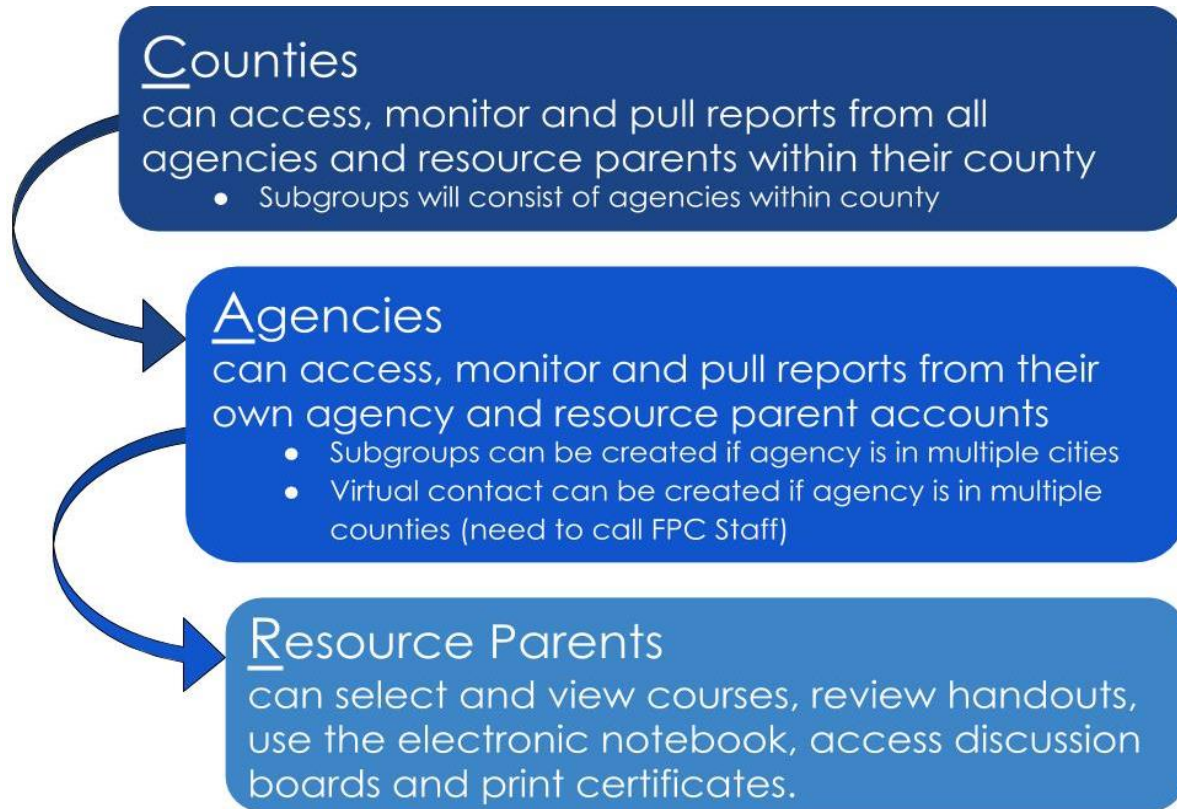 Counties
can access, monitor and pull reports from all
agencies and resource parents within their county
● Subgroups will consist of agencies within county
Agencies
can access, monitor and pull reports from their
own agency and resource parent accounts
● Subgroups can be created if agency is in multiple cities
● Virtual contact can be created if agency is in multiple
counties (need to call FPC Staff)
Resource Parents
can select and view courses, review handouts,
use the electronic notebook, access discussion
boards and print certificates.